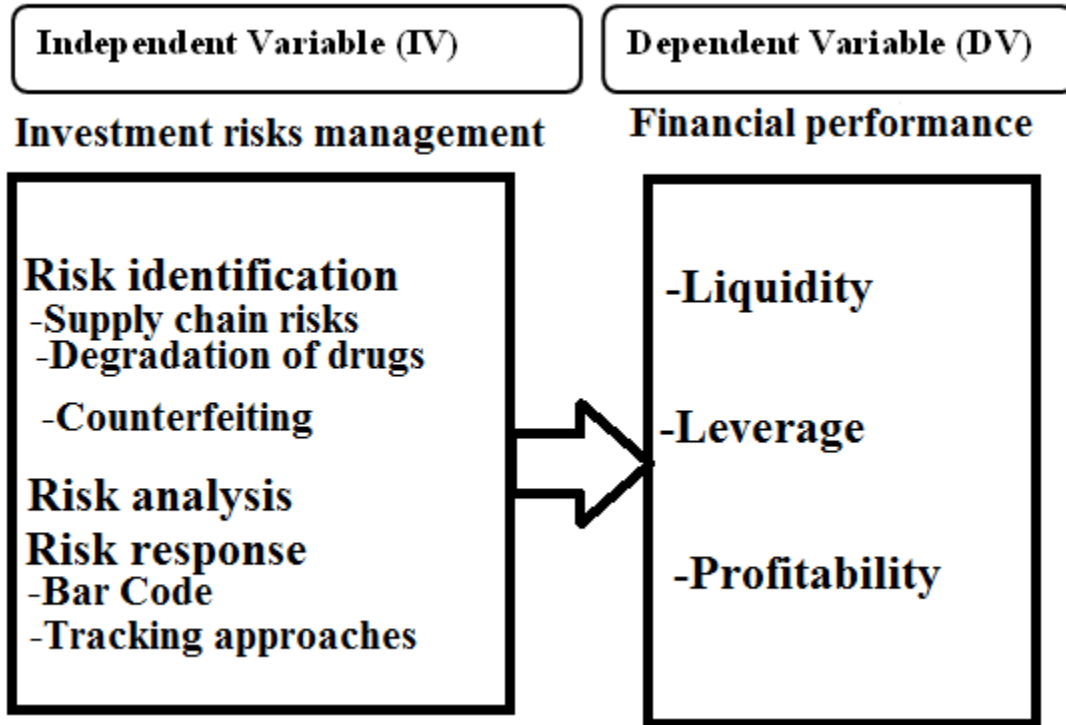 Independent Variable (IV)
Dependent Variable (DV)
Investment risks management
Financial performance
Risk identification
-Supply chain risks
-Degradation of drugs
-Counterfeiting
Risk analysis
Risk response
-Bar Code
-Tracking approaches
-Liquidity
-Leverage
-Profitability